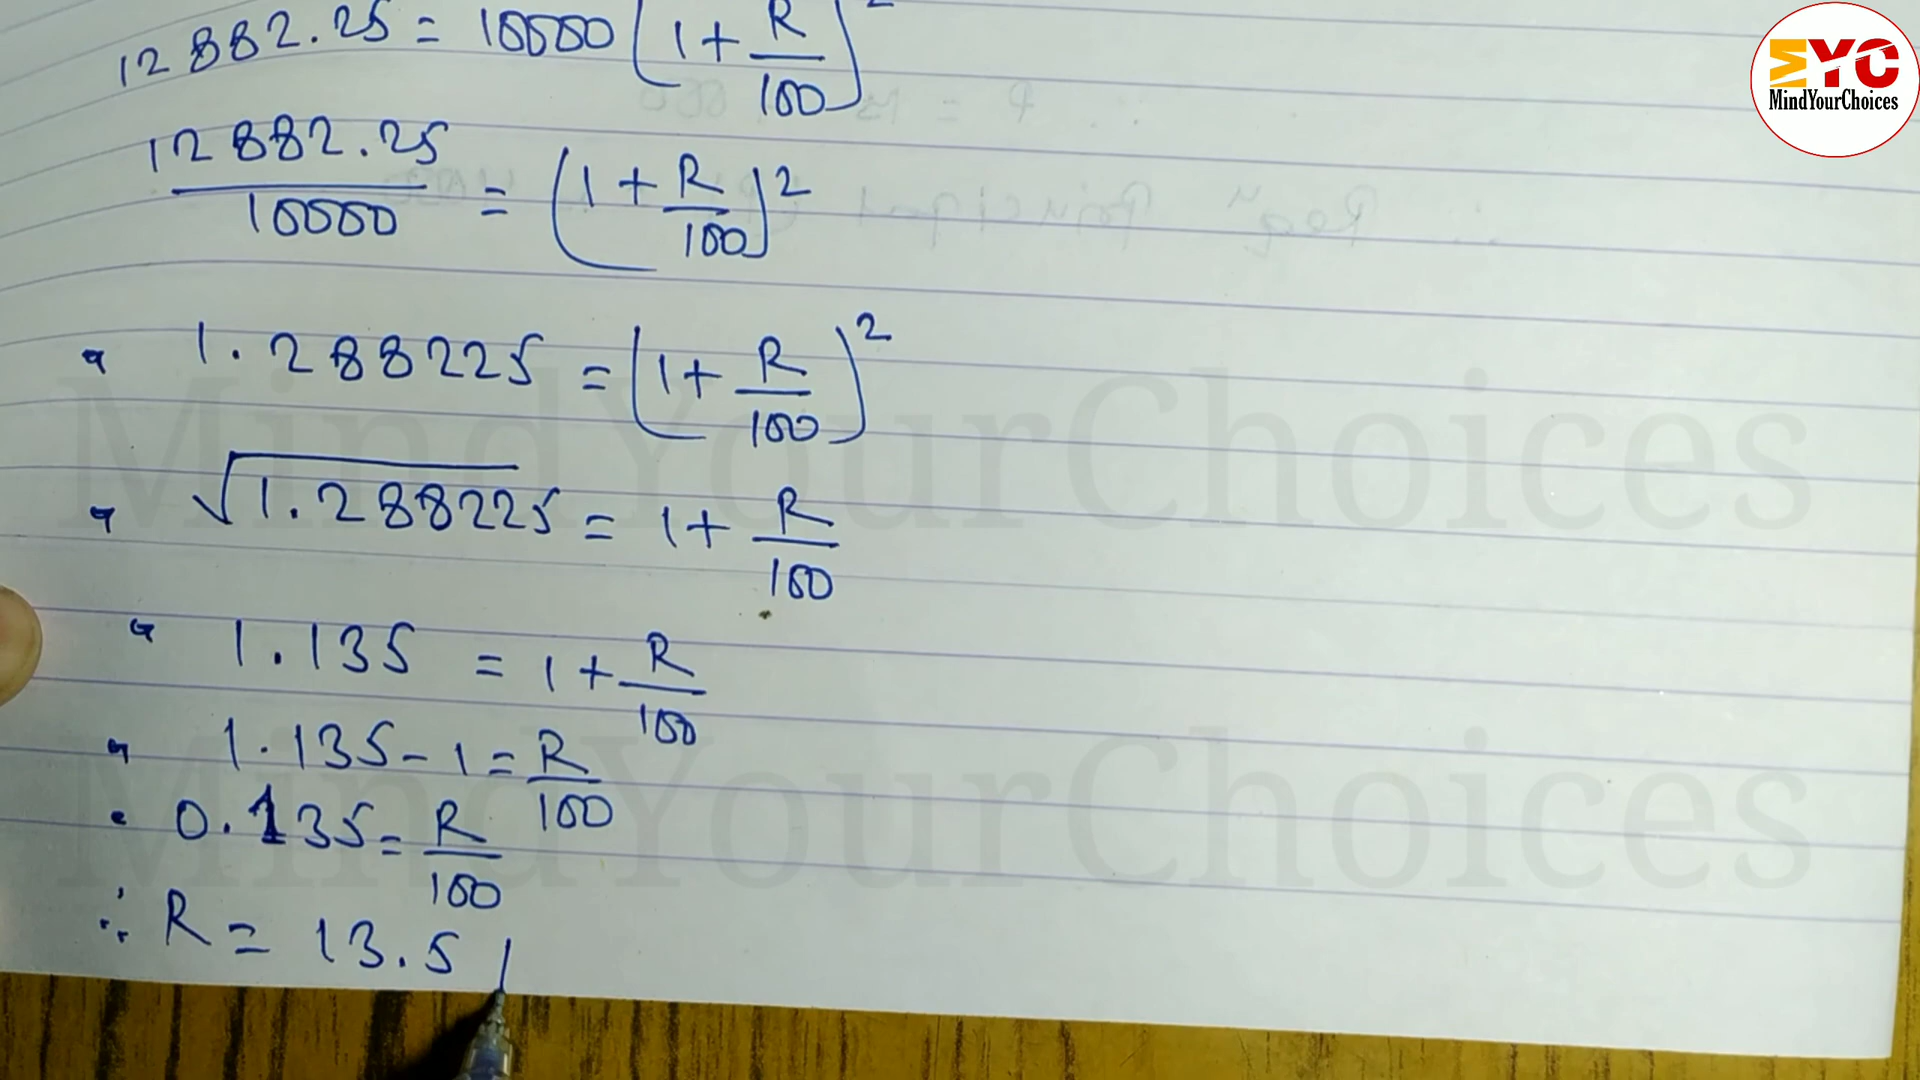 12882.25 = 10000 (1 + R/100)²
12882.25/10000 = (1 + R/100)²
1.288225 = (1 + R/100)²
√1.288225 = 1 + R/100
1.135 = 1 + R/100
1.135 - 1 = R/100
0.135 = R/100
∴ R = 13.5
MYC
MindYourChoices
MindYourChoices
MindYourChoices